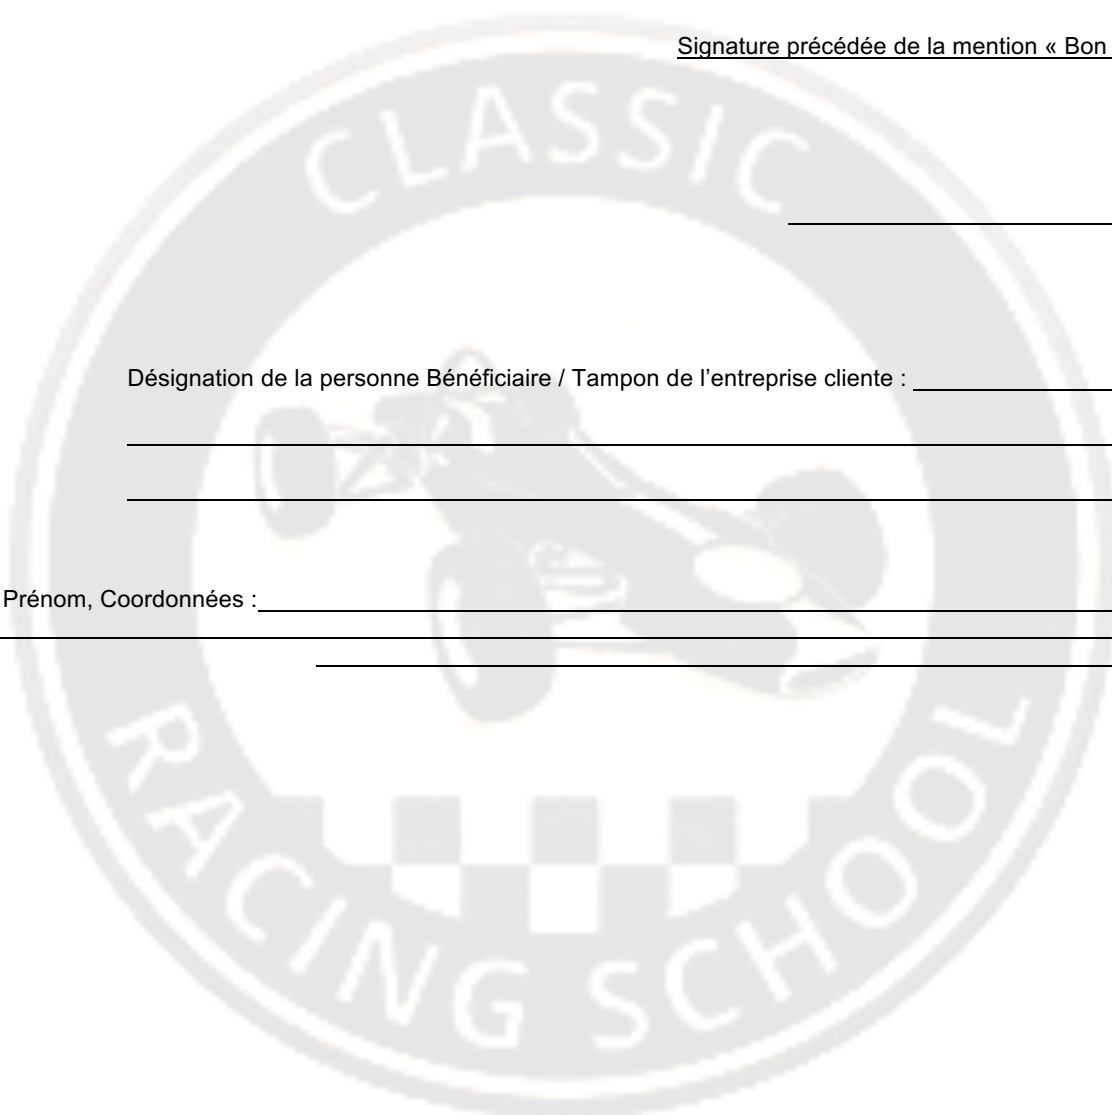 Signature précédée de la mention « Bon
CLASSIC
Désignation de la personne Bénéficiaire / Tampon de l’entreprise cliente :
Prénom, Coordonnées :
RACING SCHOOL